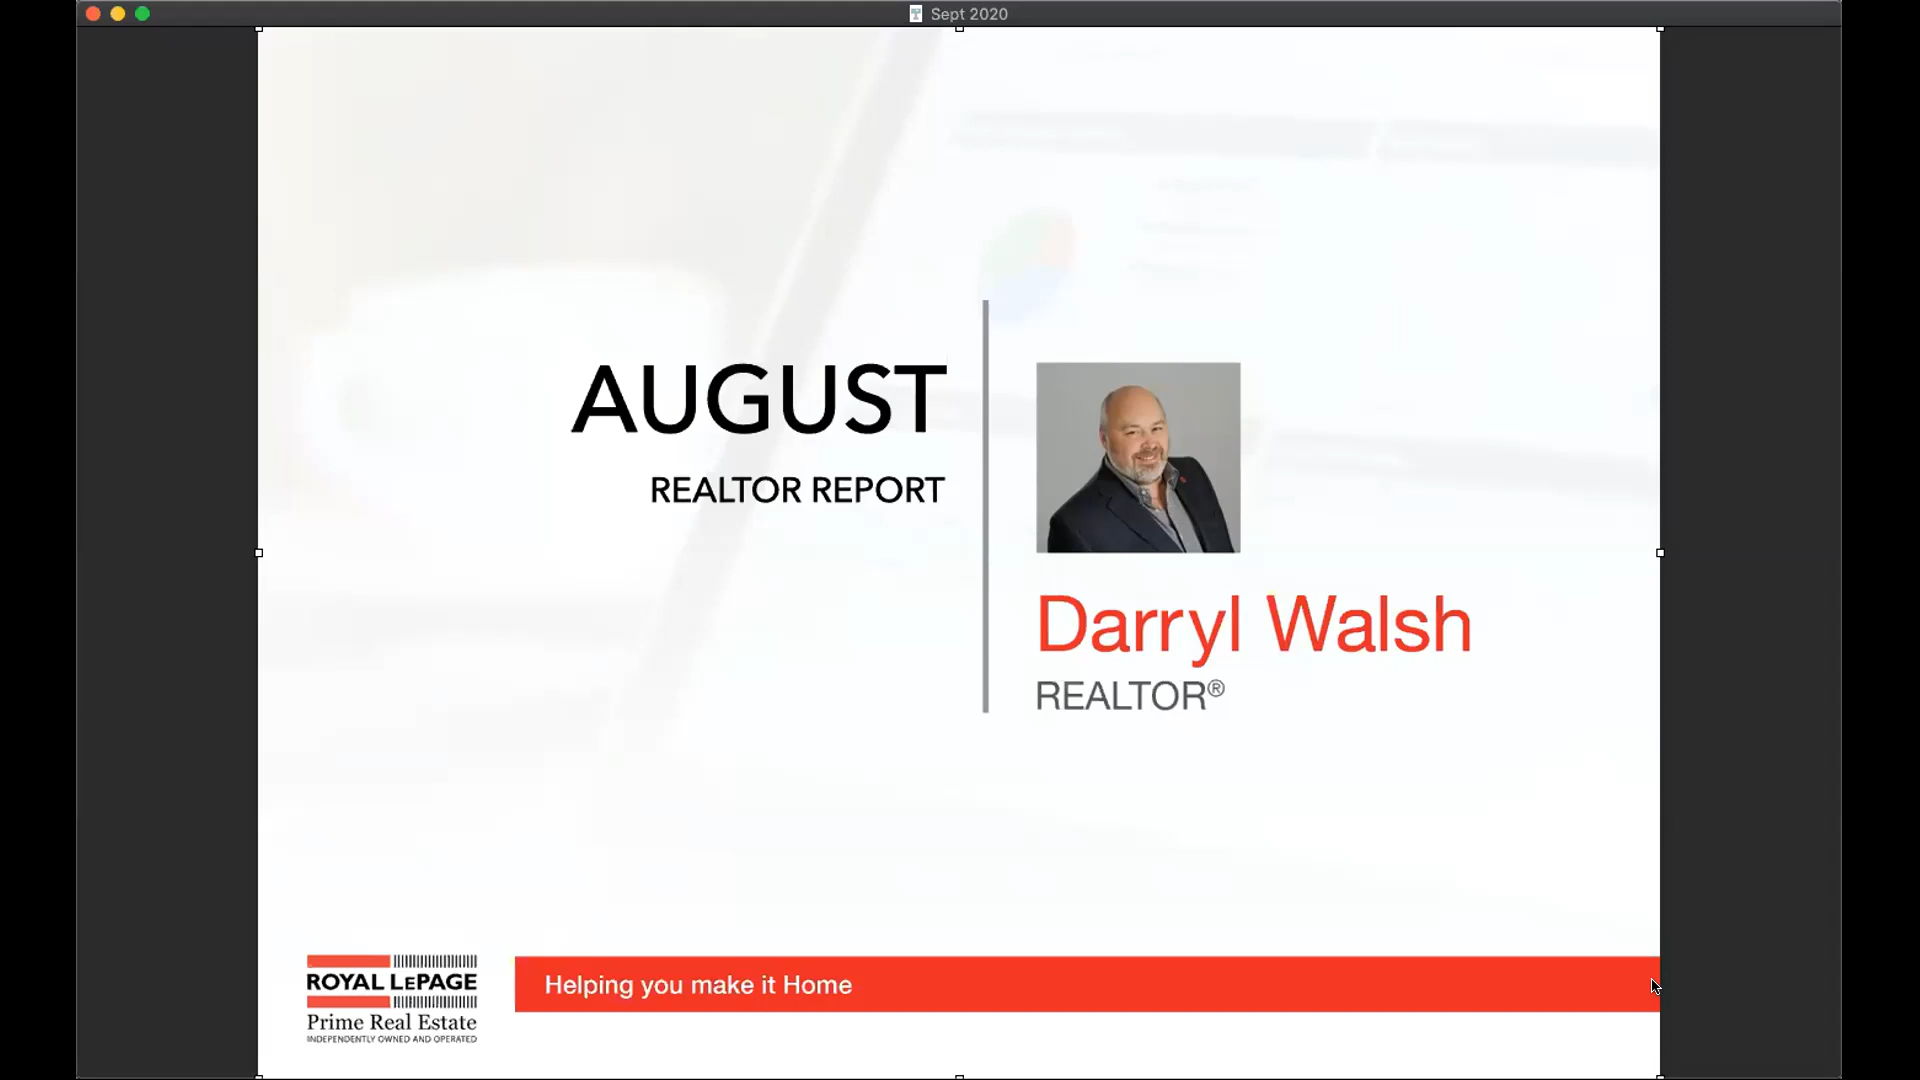 Sept 2020
AUGUST
REALTOR REPORT
Darryl Walsh
REALTOR®
ROYAL LEPAGE
Prime Real Estate
INDEPENDENTLY OWNED AND OPERATED
Helping you make it Home